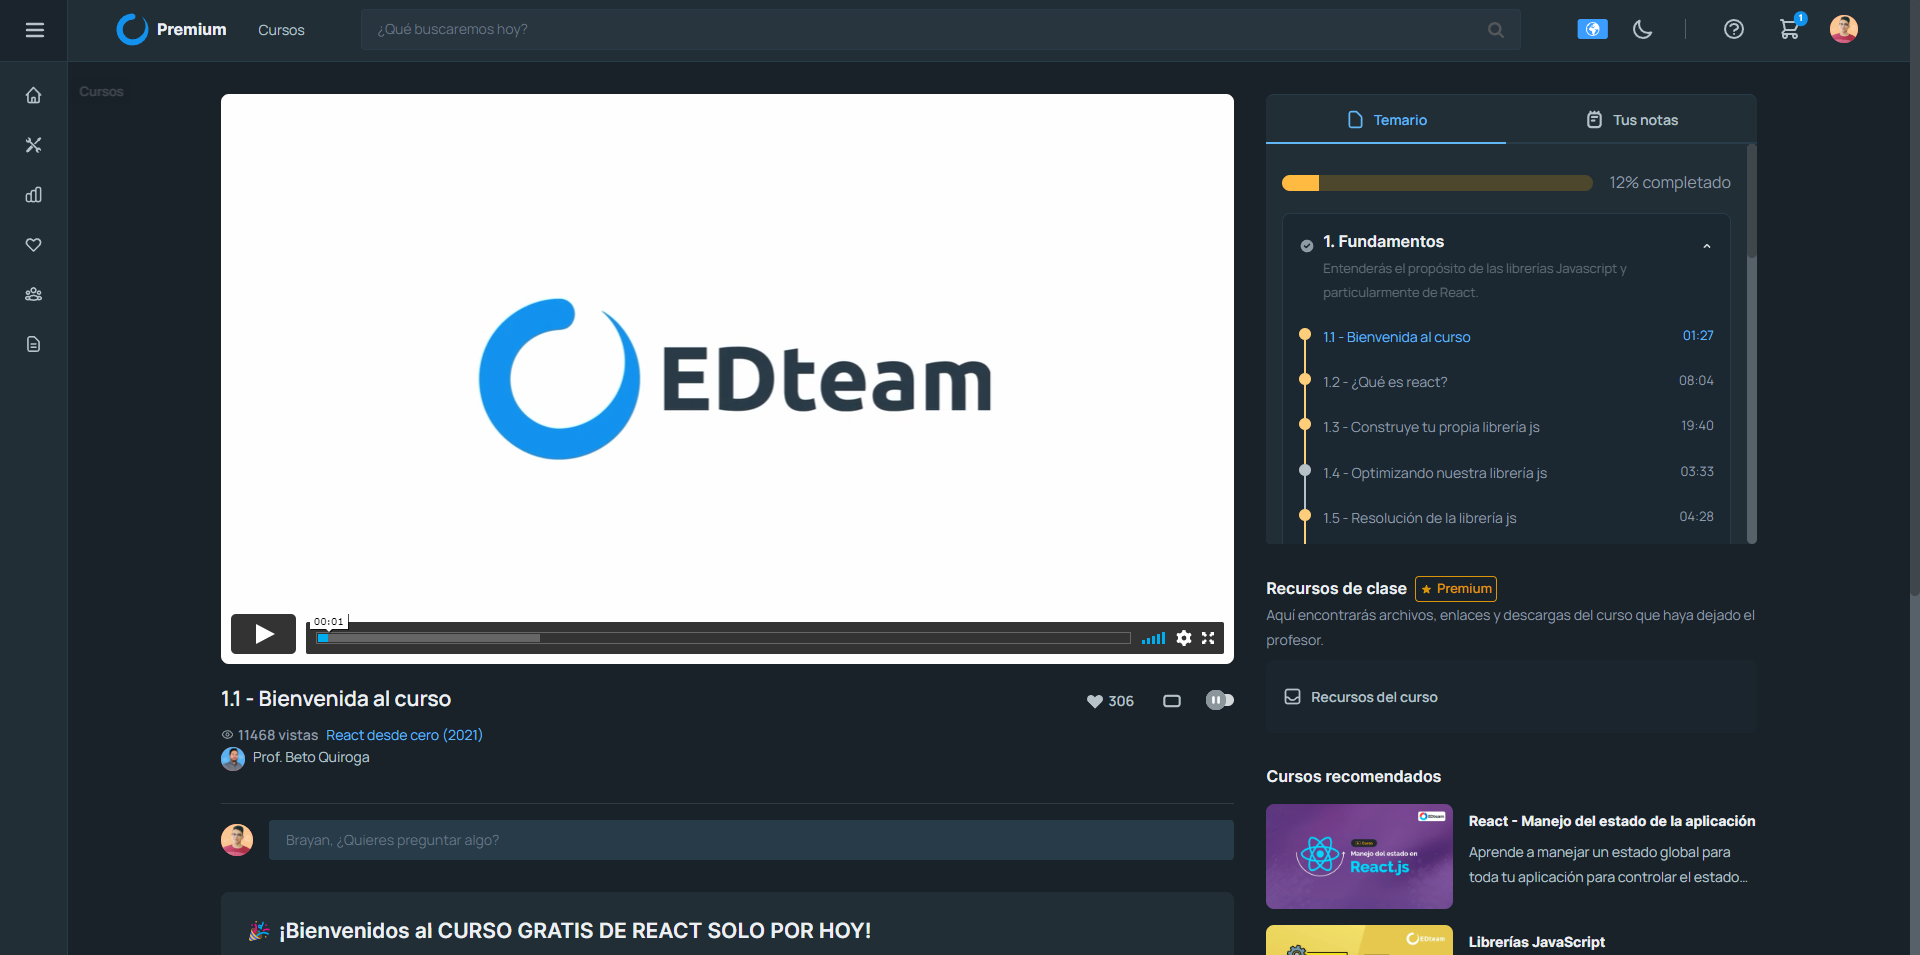 Premium
Cursos
¿Qué buscaremos hoy?
1
Cursos
EDteam
00:01
1.1 - Bienvenida al curso
306
11468 vistas React desde cero (2021)
Prof. Beto Quiroga
Brayan, ¿Quieres preguntar algo?
¡Bienvenidos al CURSO GRATIS DE REACT SOLO POR HOY!
Temario
Tus notas
12% completado
1. Fundamentos
Entenderás el propósito de las librerías Javascript y
particularmente de React.
1.1 - Bienvenida al curso 01:27
1.2 - ¿Qué es react? 08:04
1.3 - Construye tu propia librería js 19:40
1.4 - Optimizando nuestra librería js 03:33
1.5 - Resolución de la librería js 04:28
Recursos de clase Premium
Aquí encontrarás archivos, enlaces y descargas del curso que haya dejado el
profesor.
Recursos del curso
Cursos recomendados
EDteam
Manejo del estado en
React.js
React - Manejo del estado de la aplicación
Aprende a manejar un estado global para
toda tu aplicación para controlar el estado...
EDteam
Librerías JavaScript